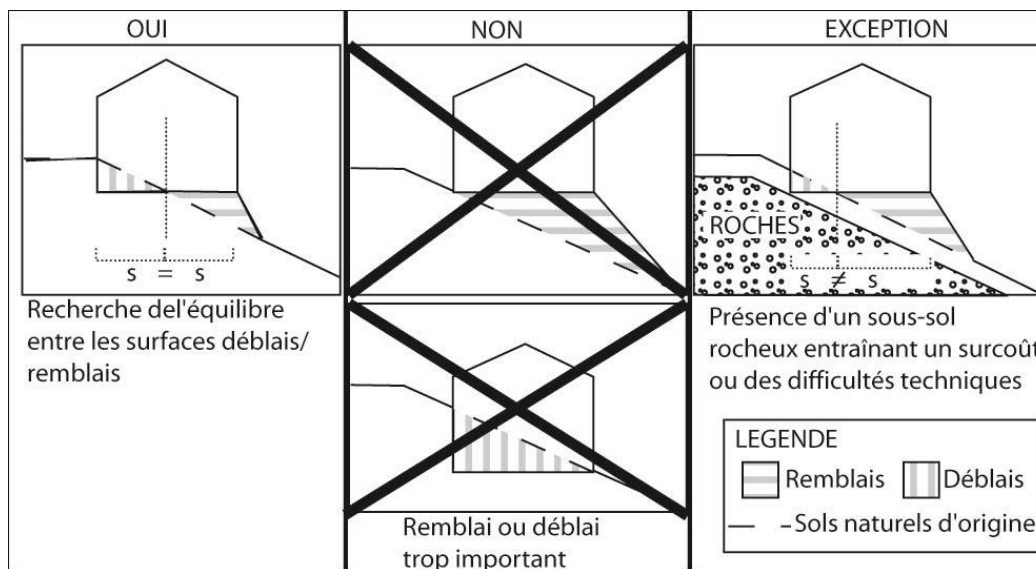 OUI
s = s
Recherche del'équilibre
entre les surfaces déblais/
remblais
NON
Remblai ou déblai
trop important
EXCEPTION
ROCHES
s ≠ s
Présence d'un sous-sol
rocheux entraînant un surcoût
ou des difficultés techniques
LEGENDE
Remblais
Déblais
Sols naturels d'origine